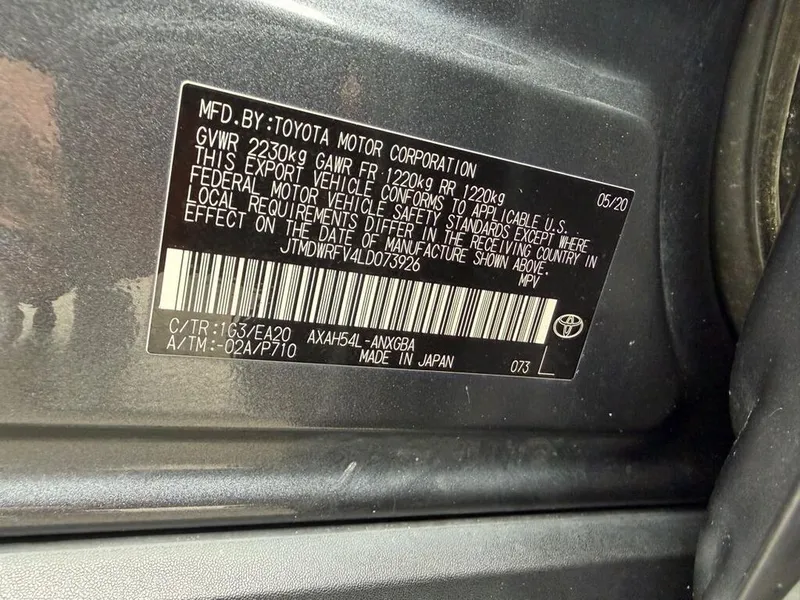 MFD.BY:TOYOTA MOTOR CORPORATION 05/20
GVWR 2230kg GAWR FR 1220kg RR 1220kg
THIS EXPORT VEHICLE CONFORMS TO APPLICABLE U.S.
FEDERAL MOTOR VEHICLE SAFETY STANDARDS EXCEPT WHERE
LOCAL REQUIREMENTS DIFFER IN THE RECEIVING COUNTRY IN
EFFECT ON THE DATE OF MANUFACTURE SHOWN ABOVE.
JTMDWRFV4LD073926 MPV
C/TR:1G3/EA20 AXAH54L-ANXGBA
A/TM:-02A/P710 MADE IN JAPAN 073